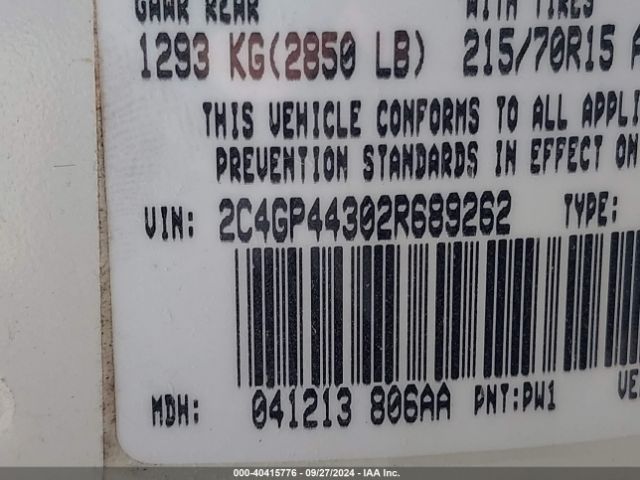 GAWR REAR WITH TIRES
1293 KG(2850 LB) 215/70R15
THIS VEHICLE CONFORMS TO ALL APPLI
PREVENTION STANDARDS IN EFFECT ON
VIN: 2C4GP44302R689262 TYPE:
MDH: 041213 806AA PNT:PW1 VE
000-40415776 - 09/27/2024 - IAA Inc.